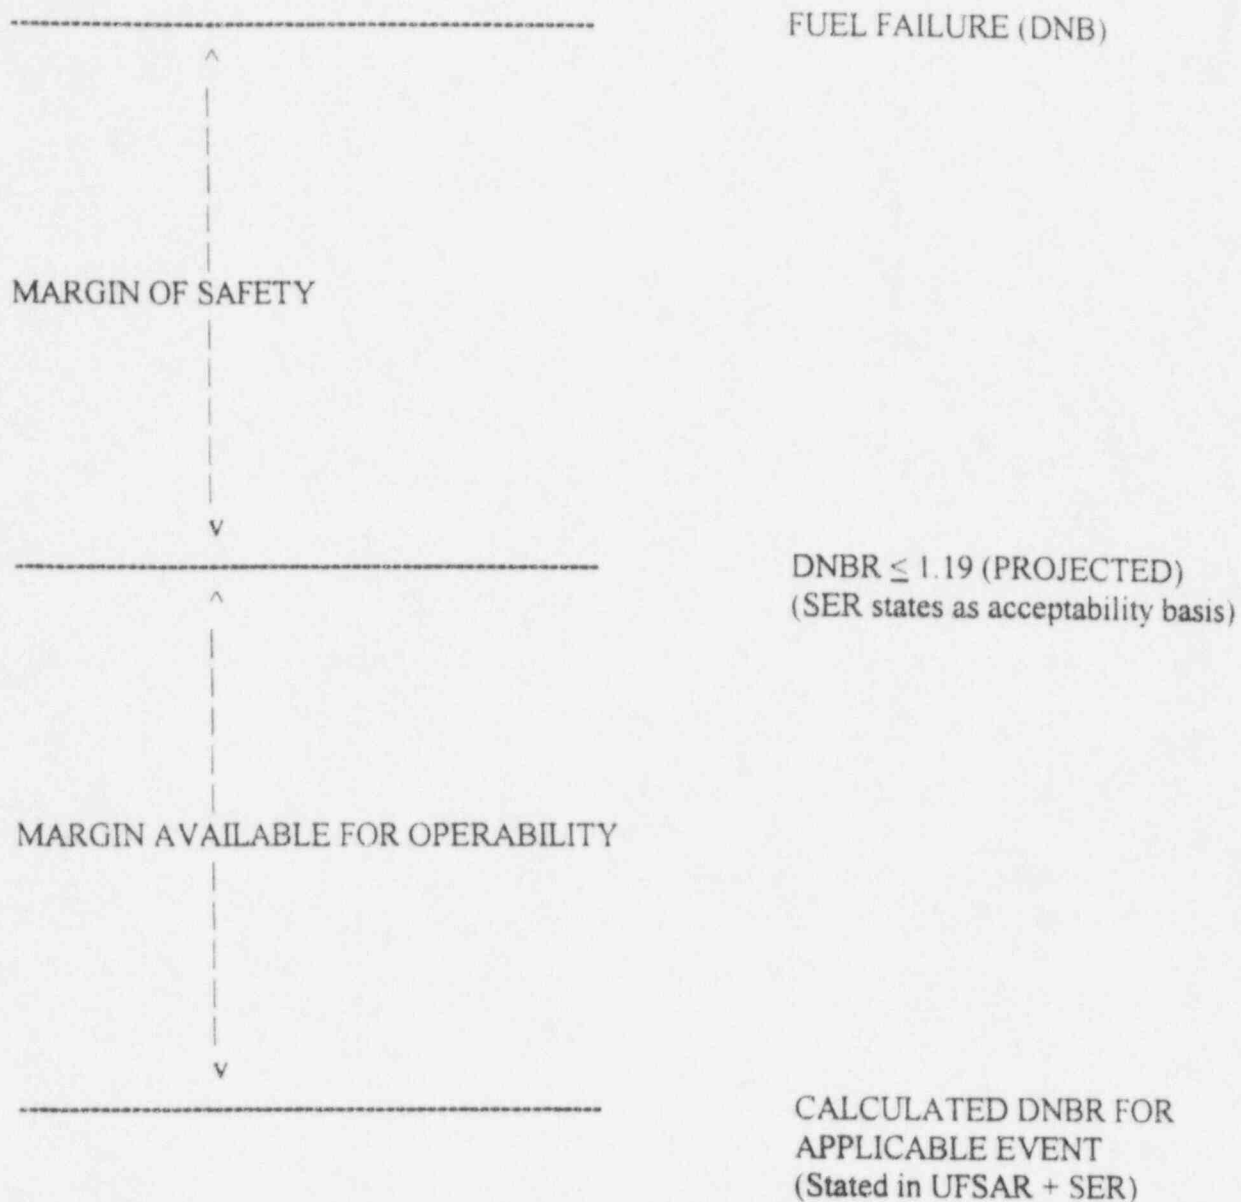 FUEL FAILURE (DNB)
MARGIN OF SAFETY
DNBR ≤ 1.19 (PROJECTED)
(SER states as acceptability basis)
MARGIN AVAILABLE FOR OPERABILITY
CALCULATED DNBR FOR
APPLICABLE EVENT
(Stated in UFSAR + SER)